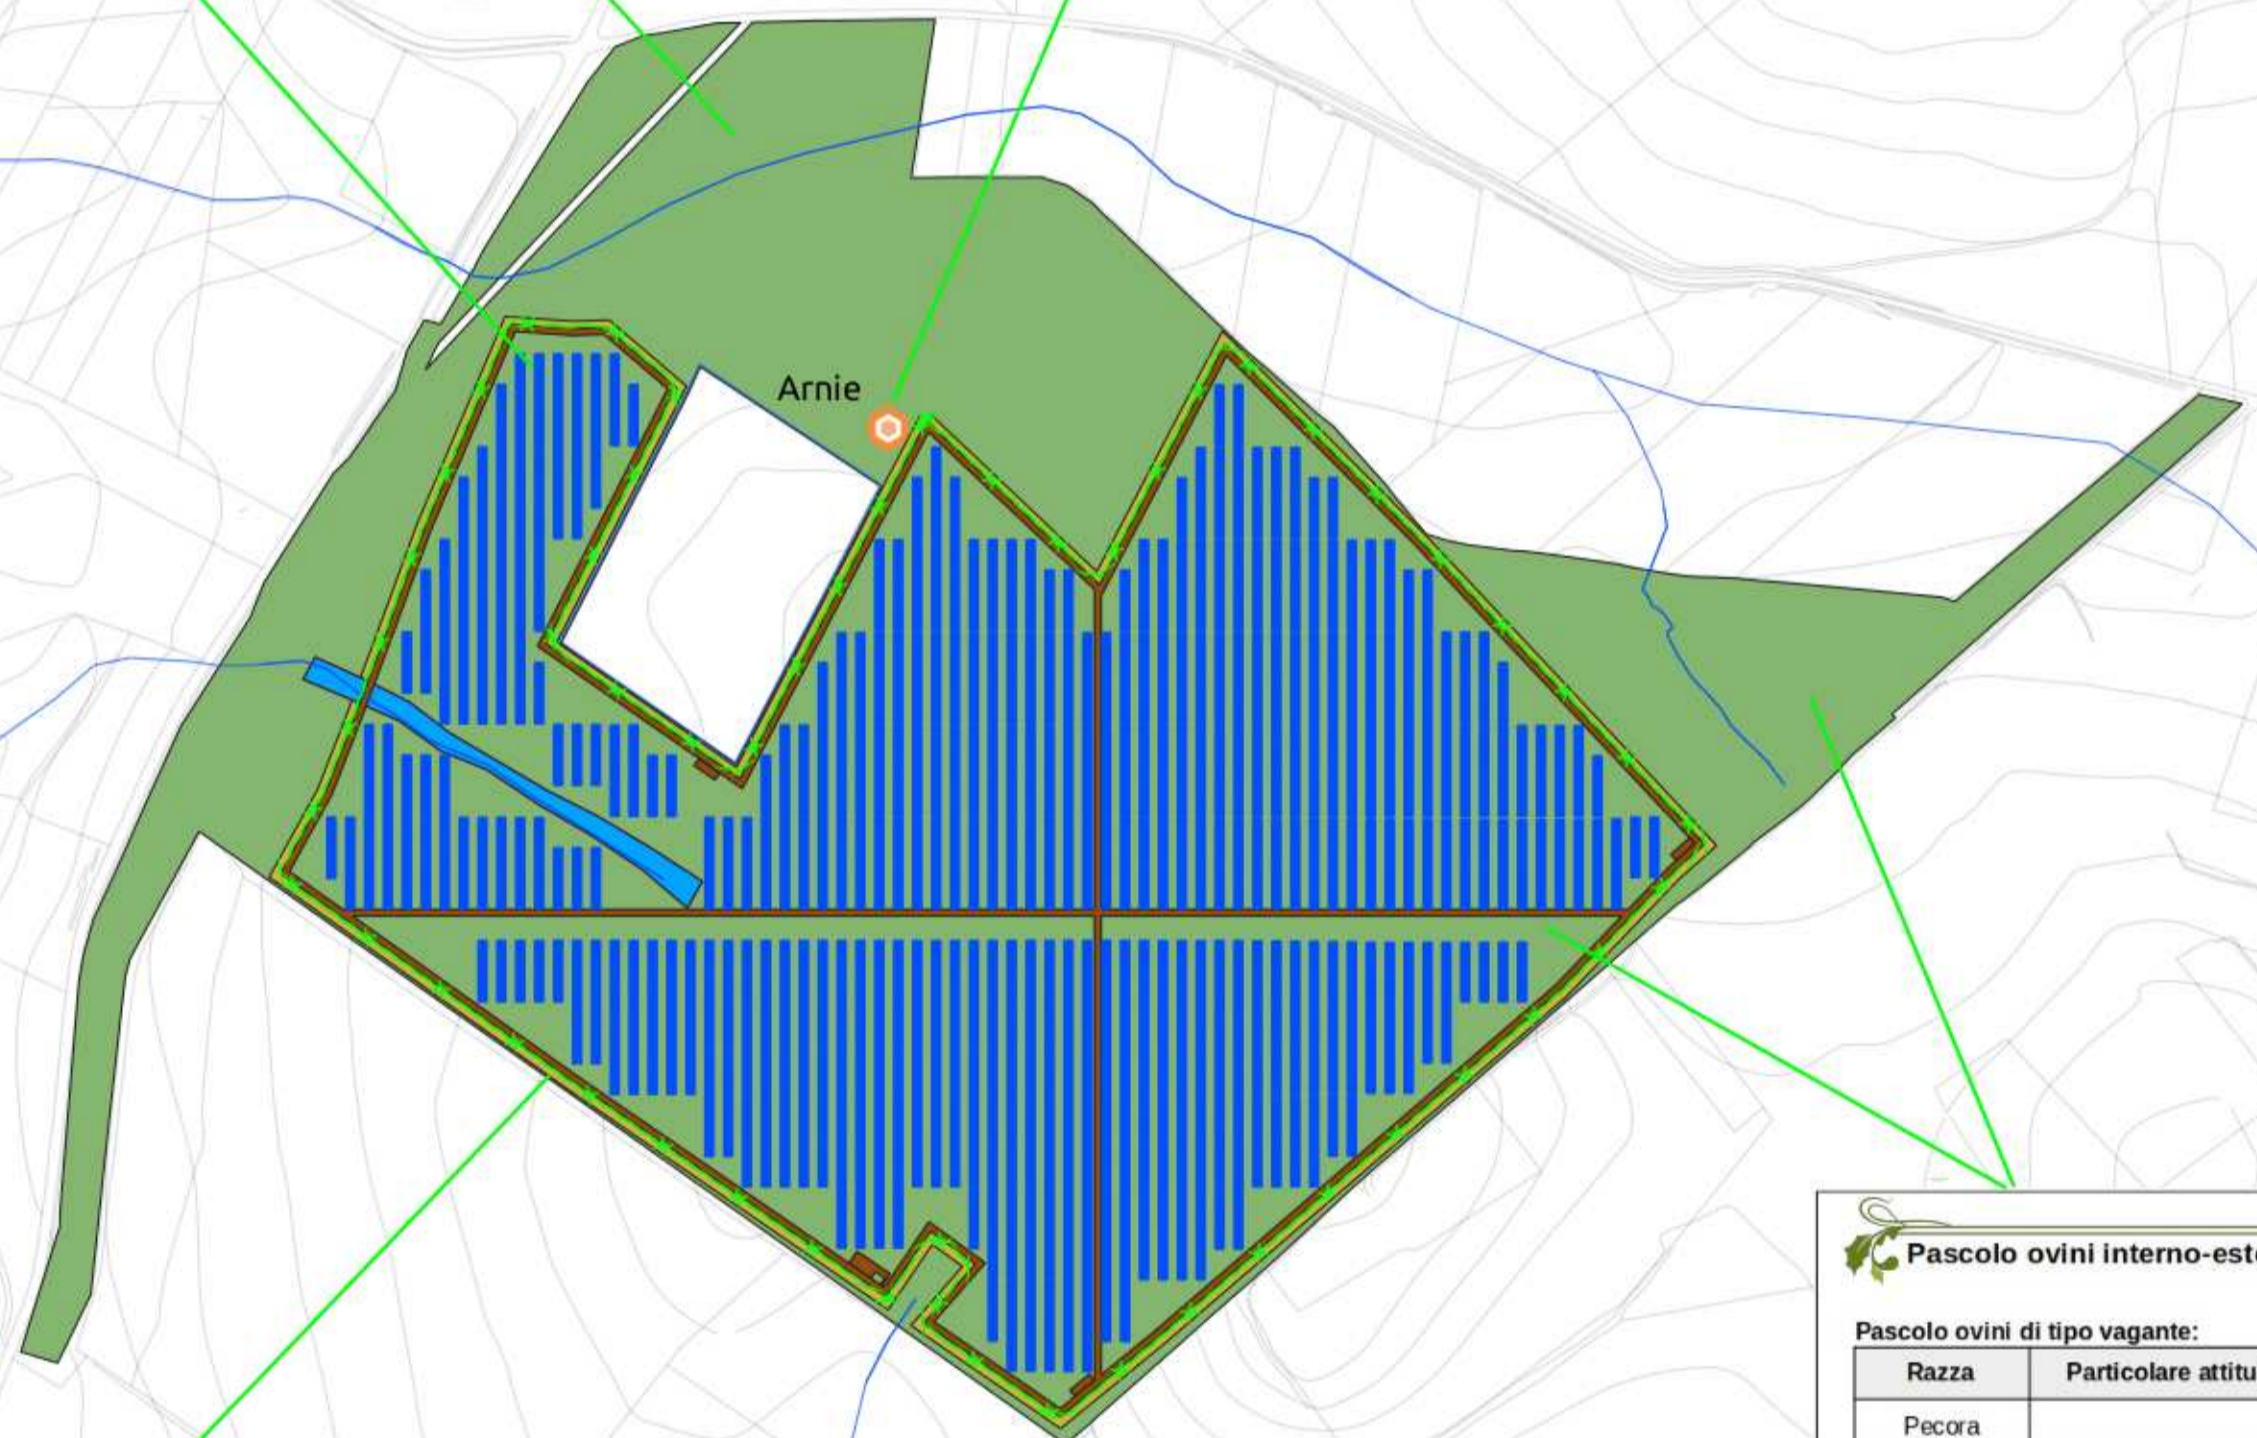 Arnie
Pascolo ovini interno-est
Pascolo ovini di tipo vagante:
Razza Particolare attitu
Pecora